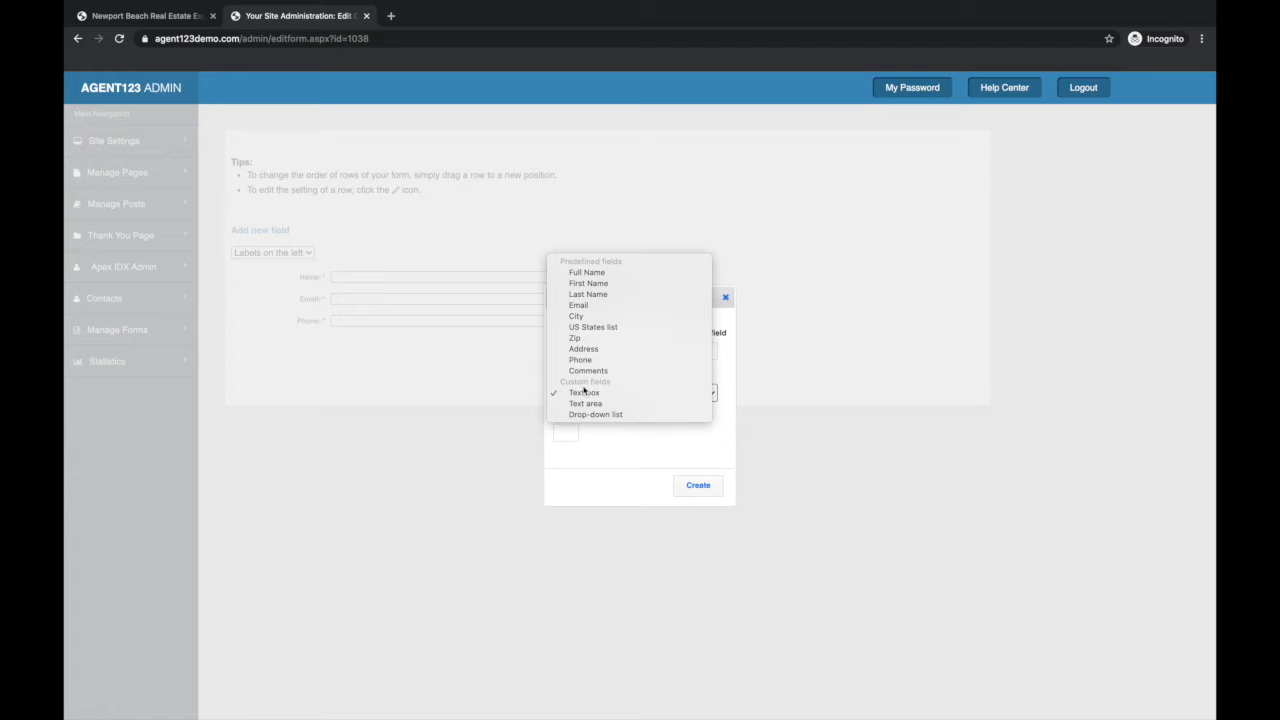 Newport Beach Real Estate Ex
Your Site Administration: Edit
agent123demo.com/admin/editform.aspx?id=1038
Incognito
AGENT123 ADMIN
My Password
Help Center
Logout
Main Navigation
Site Settings
Manage Pages
Manage Posts
Thank You Page
Apex IDX Admin
Contacts
Manage Forms
Statistics
Tips:
To change the order of rows of your form, simply drag a row to a new position.
To edit the setting of a row, click the icon.
Add new field
Labels on the left
Name: *
Email: *
Phone: *
Predefined fields
Full Name
First Name
Last Name
Email
City
US States list
Zip
Address
Phone
Comments
Custom fields
Text box
Text area
Drop-down list
field
Create